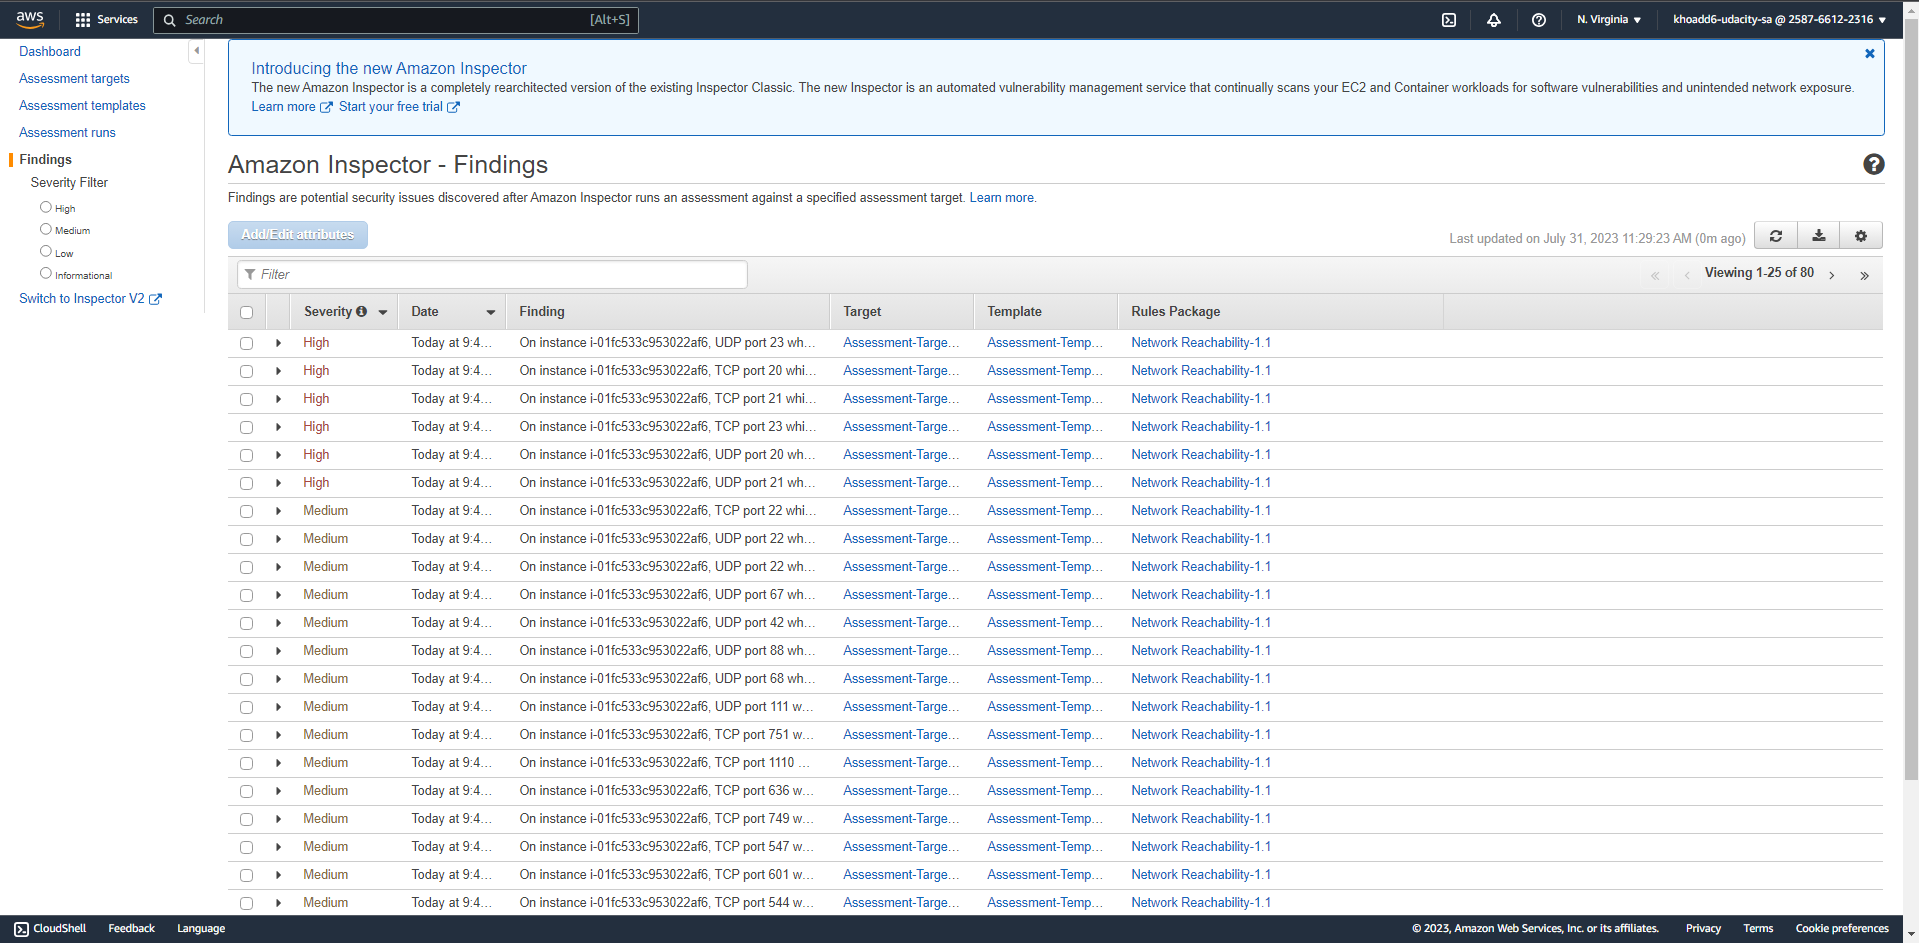 aws Services Search [Alt+S] N. Virginia khoadd6-udacity-sa @ 2587-6612-2316
Dashboard
Assessment targets
Assessment templates
Assessment runs
Findings
Severity Filter
High
Medium
Low
Informational
Switch to Inspector V2
Introducing the new Amazon Inspector
The new Amazon Inspector is a completely rearchitected version of the existing Inspector Classic. The new Inspector is an automated vulnerability management service that continually scans your EC2 and Container workloads for software vulnerabilities and unintended network exposure.
Learn more Start your free trial
Amazon Inspector - Findings
Findings are potential security issues discovered after Amazon Inspector runs an assessment against a specified assessment target. Learn more.
Add/Edit attributes Last updated on July 31, 2023 11:29:23 AM (0m ago)
Filter « ‹ Viewing 1-25 of 80 › »
Severity Date Finding Target Template Rules Package
High Today at 9:4... On instance i-01fc533c953022af6, UDP port 23 wh... Assessment-Targe... Assessment-Temp... Network Reachability-1.1
High Today at 9:4... On instance i-01fc533c953022af6, TCP port 20 whi... Assessment-Targe... Assessment-Temp... Network Reachability-1.1
High Today at 9:4... On instance i-01fc533c953022af6, TCP port 21 whi... Assessment-Targe... Assessment-Temp... Network Reachability-1.1
High Today at 9:4... On instance i-01fc533c953022af6, TCP port 23 whi... Assessment-Targe... Assessment-Temp... Network Reachability-1.1
High Today at 9:4... On instance i-01fc533c953022af6, UDP port 20 wh... Assessment-Targe... Assessment-Temp... Network Reachability-1.1
High Today at 9:4... On instance i-01fc533c953022af6, UDP port 21 wh... Assessment-Targe... Assessment-Temp... Network Reachability-1.1
Medium Today at 9:4... On instance i-01fc533c953022af6, TCP port 22 whi... Assessment-Targe... Assessment-Temp... Network Reachability-1.1
Medium Today at 9:4... On instance i-01fc533c953022af6, UDP port 22 wh... Assessment-Targe... Assessment-Temp... Network Reachability-1.1
Medium Today at 9:4... On instance i-01fc533c953022af6, UDP port 22 wh... Assessment-Targe... Assessment-Temp... Network Reachability-1.1
Medium Today at 9:4... On instance i-01fc533c953022af6, UDP port 67 wh... Assessment-Targe... Assessment-Temp... Network Reachability-1.1
Medium Today at 9:4... On instance i-01fc533c953022af6, UDP port 42 wh... Assessment-Targe... Assessment-Temp... Network Reachability-1.1
Medium Today at 9:4... On instance i-01fc533c953022af6, UDP port 88 wh... Assessment-Targe... Assessment-Temp... Network Reachability-1.1
Medium Today at 9:4... On instance i-01fc533c953022af6, UDP port 68 wh... Assessment-Targe... Assessment-Temp... Network Reachability-1.1
Medium Today at 9:4... On instance i-01fc533c953022af6, UDP port 111 w... Assessment-Targe... Assessment-Temp... Network Reachability-1.1
Medium Today at 9:4... On instance i-01fc533c953022af6, TCP port 751 w... Assessment-Targe... Assessment-Temp... Network Reachability-1.1
Medium Today at 9:4... On instance i-01fc533c953022af6, TCP port 1110 ... Assessment-Targe... Assessment-Temp... Network Reachability-1.1
Medium Today at 9:4... On instance i-01fc533c953022af6, TCP port 636 w... Assessment-Targe... Assessment-Temp... Network Reachability-1.1
Medium Today at 9:4... On instance i-01fc533c953022af6, TCP port 749 w... Assessment-Targe... Assessment-Temp... Network Reachability-1.1
Medium Today at 9:4... On instance i-01fc533c953022af6, TCP port 547 w... Assessment-Targe... Assessment-Temp... Network Reachability-1.1
Medium Today at 9:4... On instance i-01fc533c953022af6, TCP port 601 w... Assessment-Targe... Assessment-Temp... Network Reachability-1.1
Medium Today at 9:4... On instance i-01fc533c953022af6, TCP port 544 w... Assessment-Targe... Assessment-Temp... Network Reachability-1.1
CloudShell Feedback Language © 2023, Amazon Web Services, Inc. or its affiliates. Privacy Terms Cookie preferences